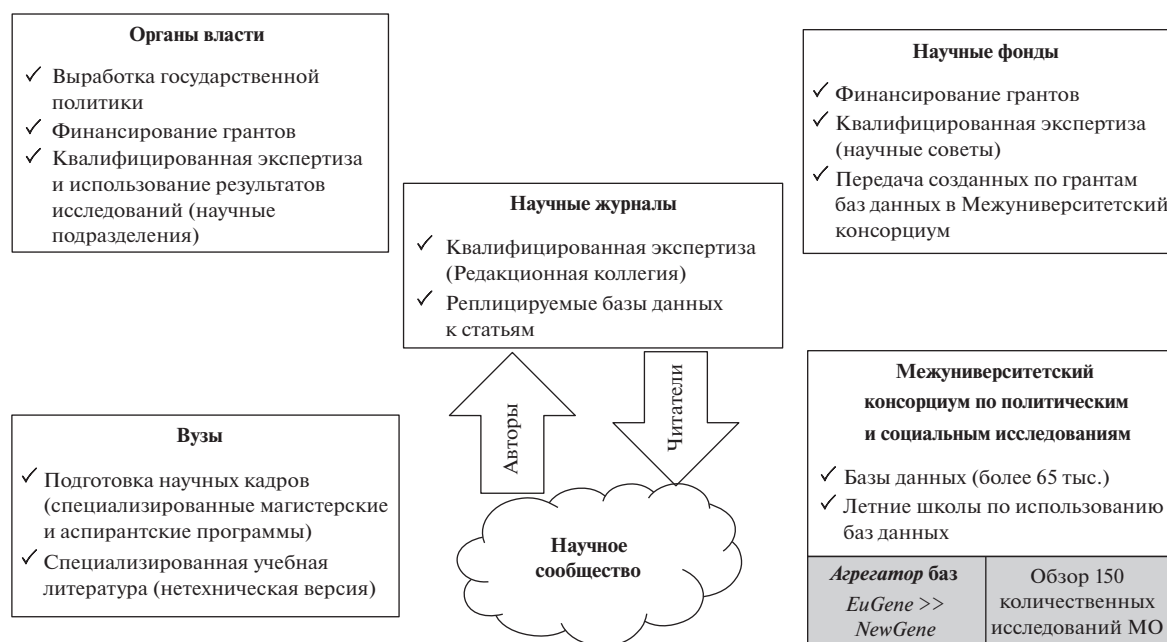 Органы власти
✓ Выработка государственной
политики
✓ Финансирование грантов
✓ Квалифицированная экспертиза
и использование результатов
исследований (научные
подразделения)
Научные фонды
✓ Финансирование грантов
✓ Квалифицированная экспертиза
(научные советы)
✓ Передача созданных по грантам
баз данных в Межуниверситетский
консорциум
Научные журналы
✓ Квалифицированная экспертиза
(Редакционная коллегия)
✓ Реплицируемые базы данных
к статьям
Авторы
Читатели
Вузы
✓ Подготовка научных кадров
(специализированные магистерские
и аспирантские программы)
✓ Специализированная учебная
литература (нетехническая версия)
Научное
сообщество
Межуниверситетский
консорциум по политическим
и социальным исследованиям
✓ Базы данных (более 65 тыс.)
✓ Летние школы по использованию
баз данных
Агрегатор баз
EuGene >>
NewGene
Обзор 150
количественных
исследований МО